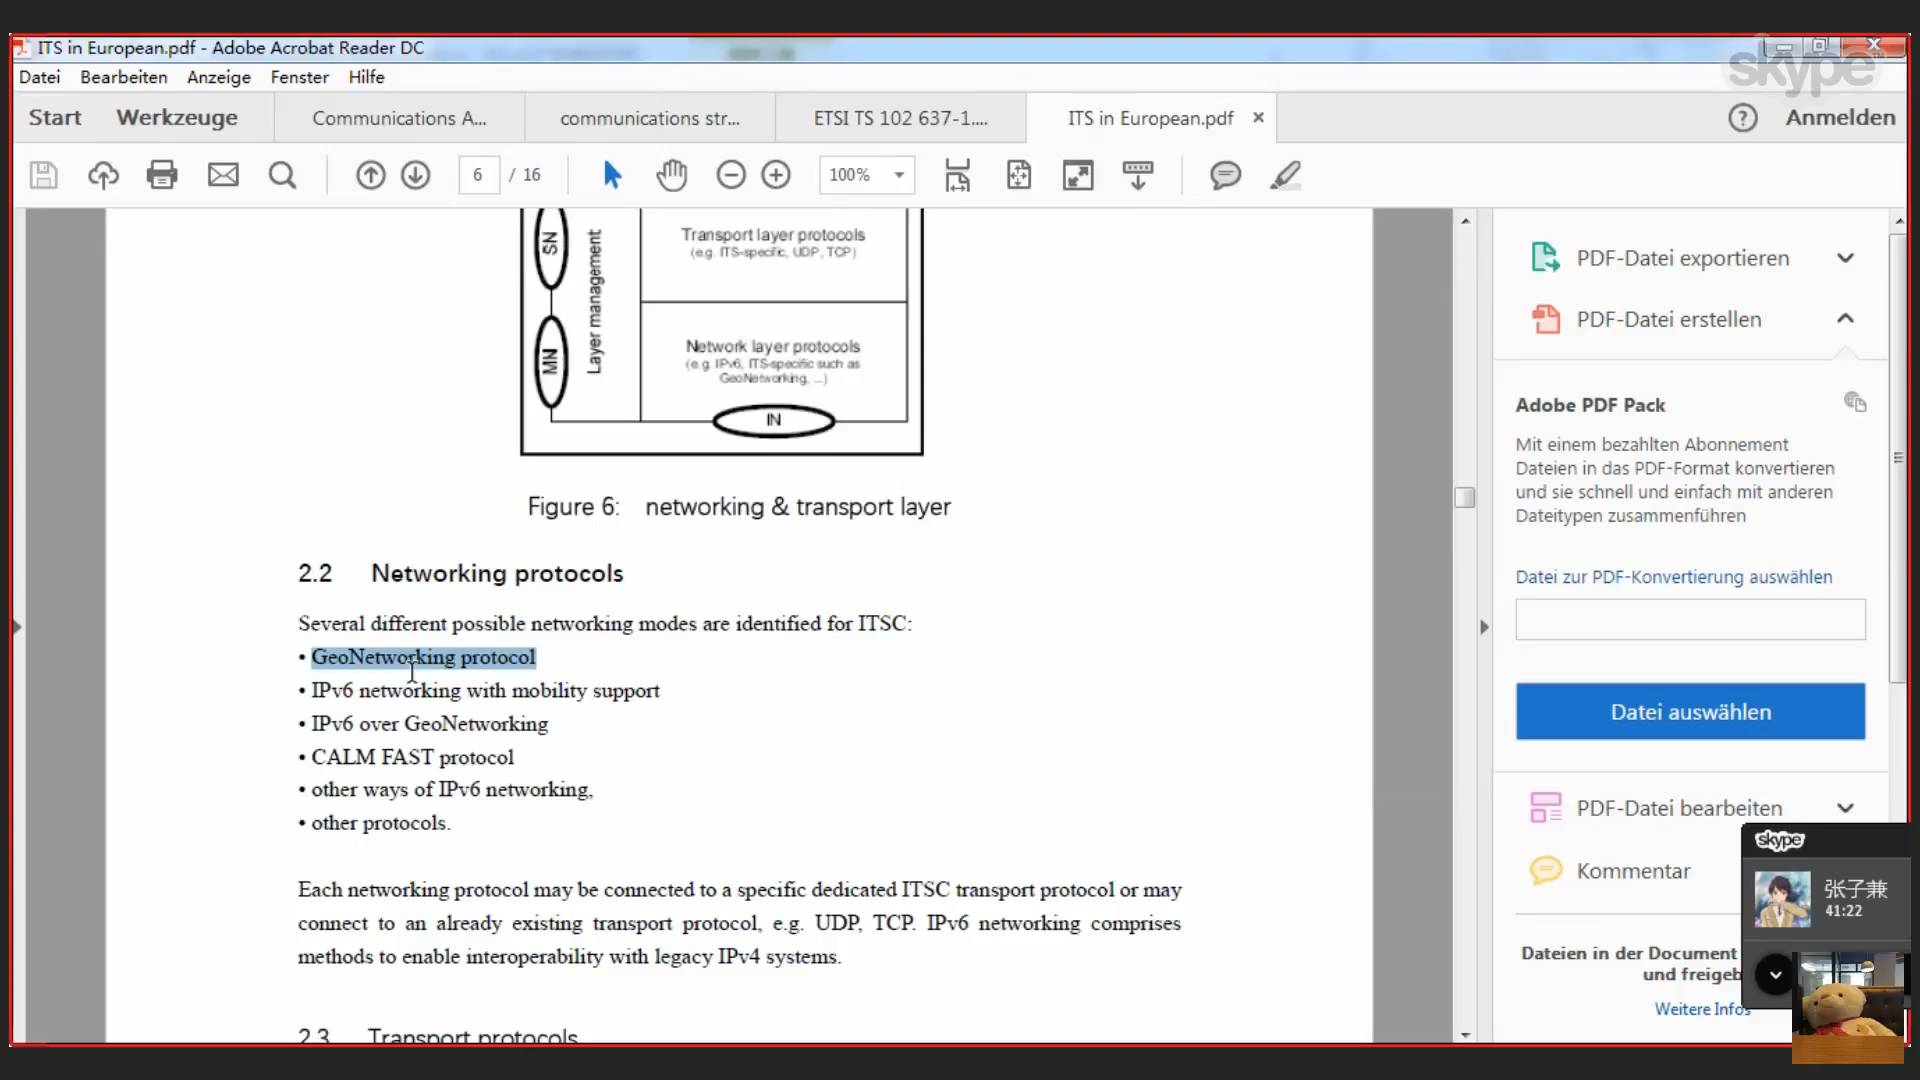 ITS in European.pdf - Adobe Acrobat Reader DC
skype
Datei Bearbeiten Anzeige Fenster Hilfe
Start Werkzeuge Communications A... communications str... ETSI TS 102 637-1.... ITS in European.pdf × ? Anmelden
6 / 16 100%
SN
Layer management
MN
Transport layer protocols
(e.g. ITS-specific, UDP, TCP)
Network layer protocols
(e.g. IPv6, ITS-specific such as
GeoNetworking, ...)
IN
Figure 6: networking & transport layer
2.2 Networking protocols
Several different possible networking modes are identified for ITSC:
• GeoNetworking protocol
• IPv6 networking with mobility support
• IPv6 over GeoNetworking
• CALM FAST protocol
• other ways of IPv6 networking,
• other protocols.
Each networking protocol may be connected to a specific dedicated ITSC transport protocol or may
connect to an already existing transport protocol, e.g. UDP, TCP. IPv6 networking comprises
methods to enable interoperability with legacy IPv4 systems.
2.3 Transport protocols
PDF-Datei exportieren
PDF-Datei erstellen
Adobe PDF Pack
Mit einem bezahlten Abonnement
Dateien in das PDF-Format konvertieren
und sie schnell und einfach mit anderen
Dateitypen zusammenführen
Datei zur PDF-Konvertierung auswählen
Datei auswählen
PDF-Datei bearbeiten
Kommentar
Dateien in der Document
und freigeb
Weitere Infos
skype
张子兼
41:22